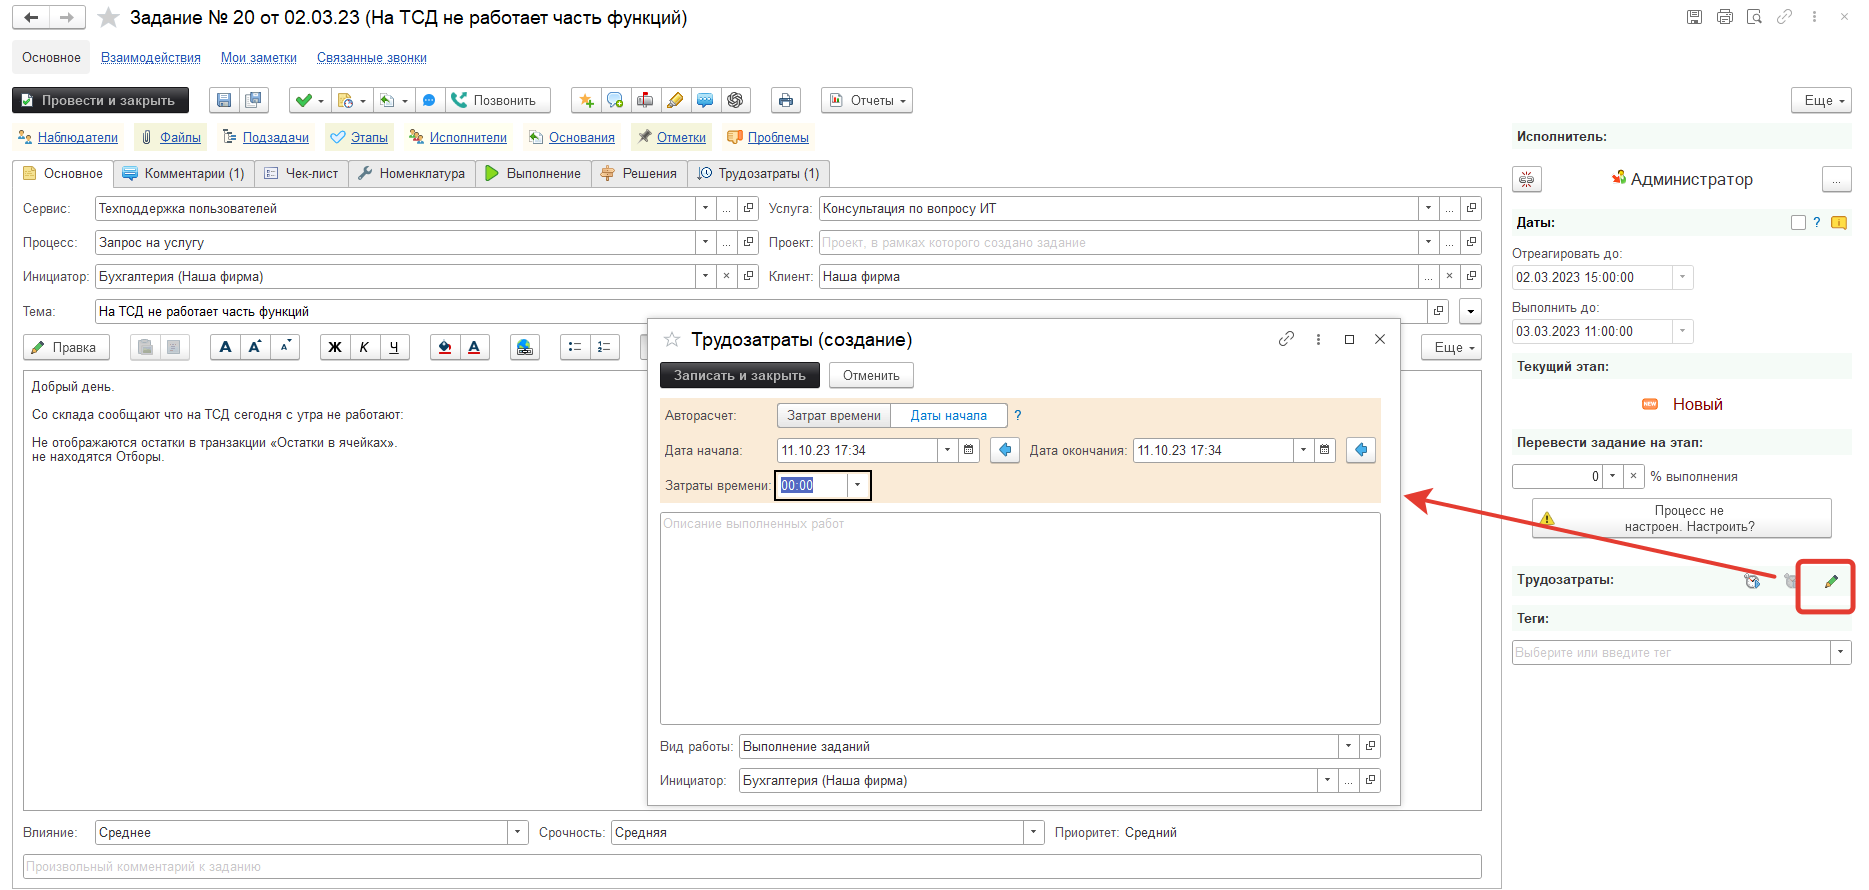 Задание № 20 от 02.03.23 (На ТСД не работает часть функций)
Основное Взаимодействия Мои заметки Связанные звонки
Провести и закрыть Позвонить Отчеты Еще
Наблюдатели Файлы Подзадачи Этапы Исполнители Основания Отметки Проблемы
Основное Комментарии (1) Чек-лист Номенклатура Выполнение Решения Трудозатраты (1)
Сервис: Техподдержка пользователей Услуга: Консультация по вопросу ИТ
Процесс: Запрос на услугу Проект: Проект, в рамках которого создано задание
Инициатор: Бухгалтерия (Наша фирма) Клиент: Наша фирма
Тема: На ТСД не работает часть функций
Правка А А А Ж К Ч А Еще
Добрый день.
Со склада сообщают что на ТСД сегодня с утра не работают:
Не отображаются остатки в транзакции «Остатки в ячейках».
не находятся Отборы.
Трудозатраты (создание)
Записать и закрыть Отменить
Авторасчет: Затрат времени Даты начала ?
Дата начала: 11.10.23 17:34 Дата окончания: 11.10.23 17:34
Затраты времени: 00:00
Описание выполненных работ
Вид работы: Выполнение заданий
Инициатор: Бухгалтерия (Наша фирма)
Влияние: Среднее Срочность: Средняя Приоритет: Средний
Произвольный комментарий к заданию
Исполнитель:
Администратор ...
Даты: ?
Отреагировать до:
02.03.2023 15:00:00
Выполнить до:
03.03.2023 11:00:00
Текущий этап:
NEW Новый
Перевести задание на этап:
0 % выполнения
Процесс не
настроен. Настроить?
Трудозатраты:
Теги:
Выберите или введите тег